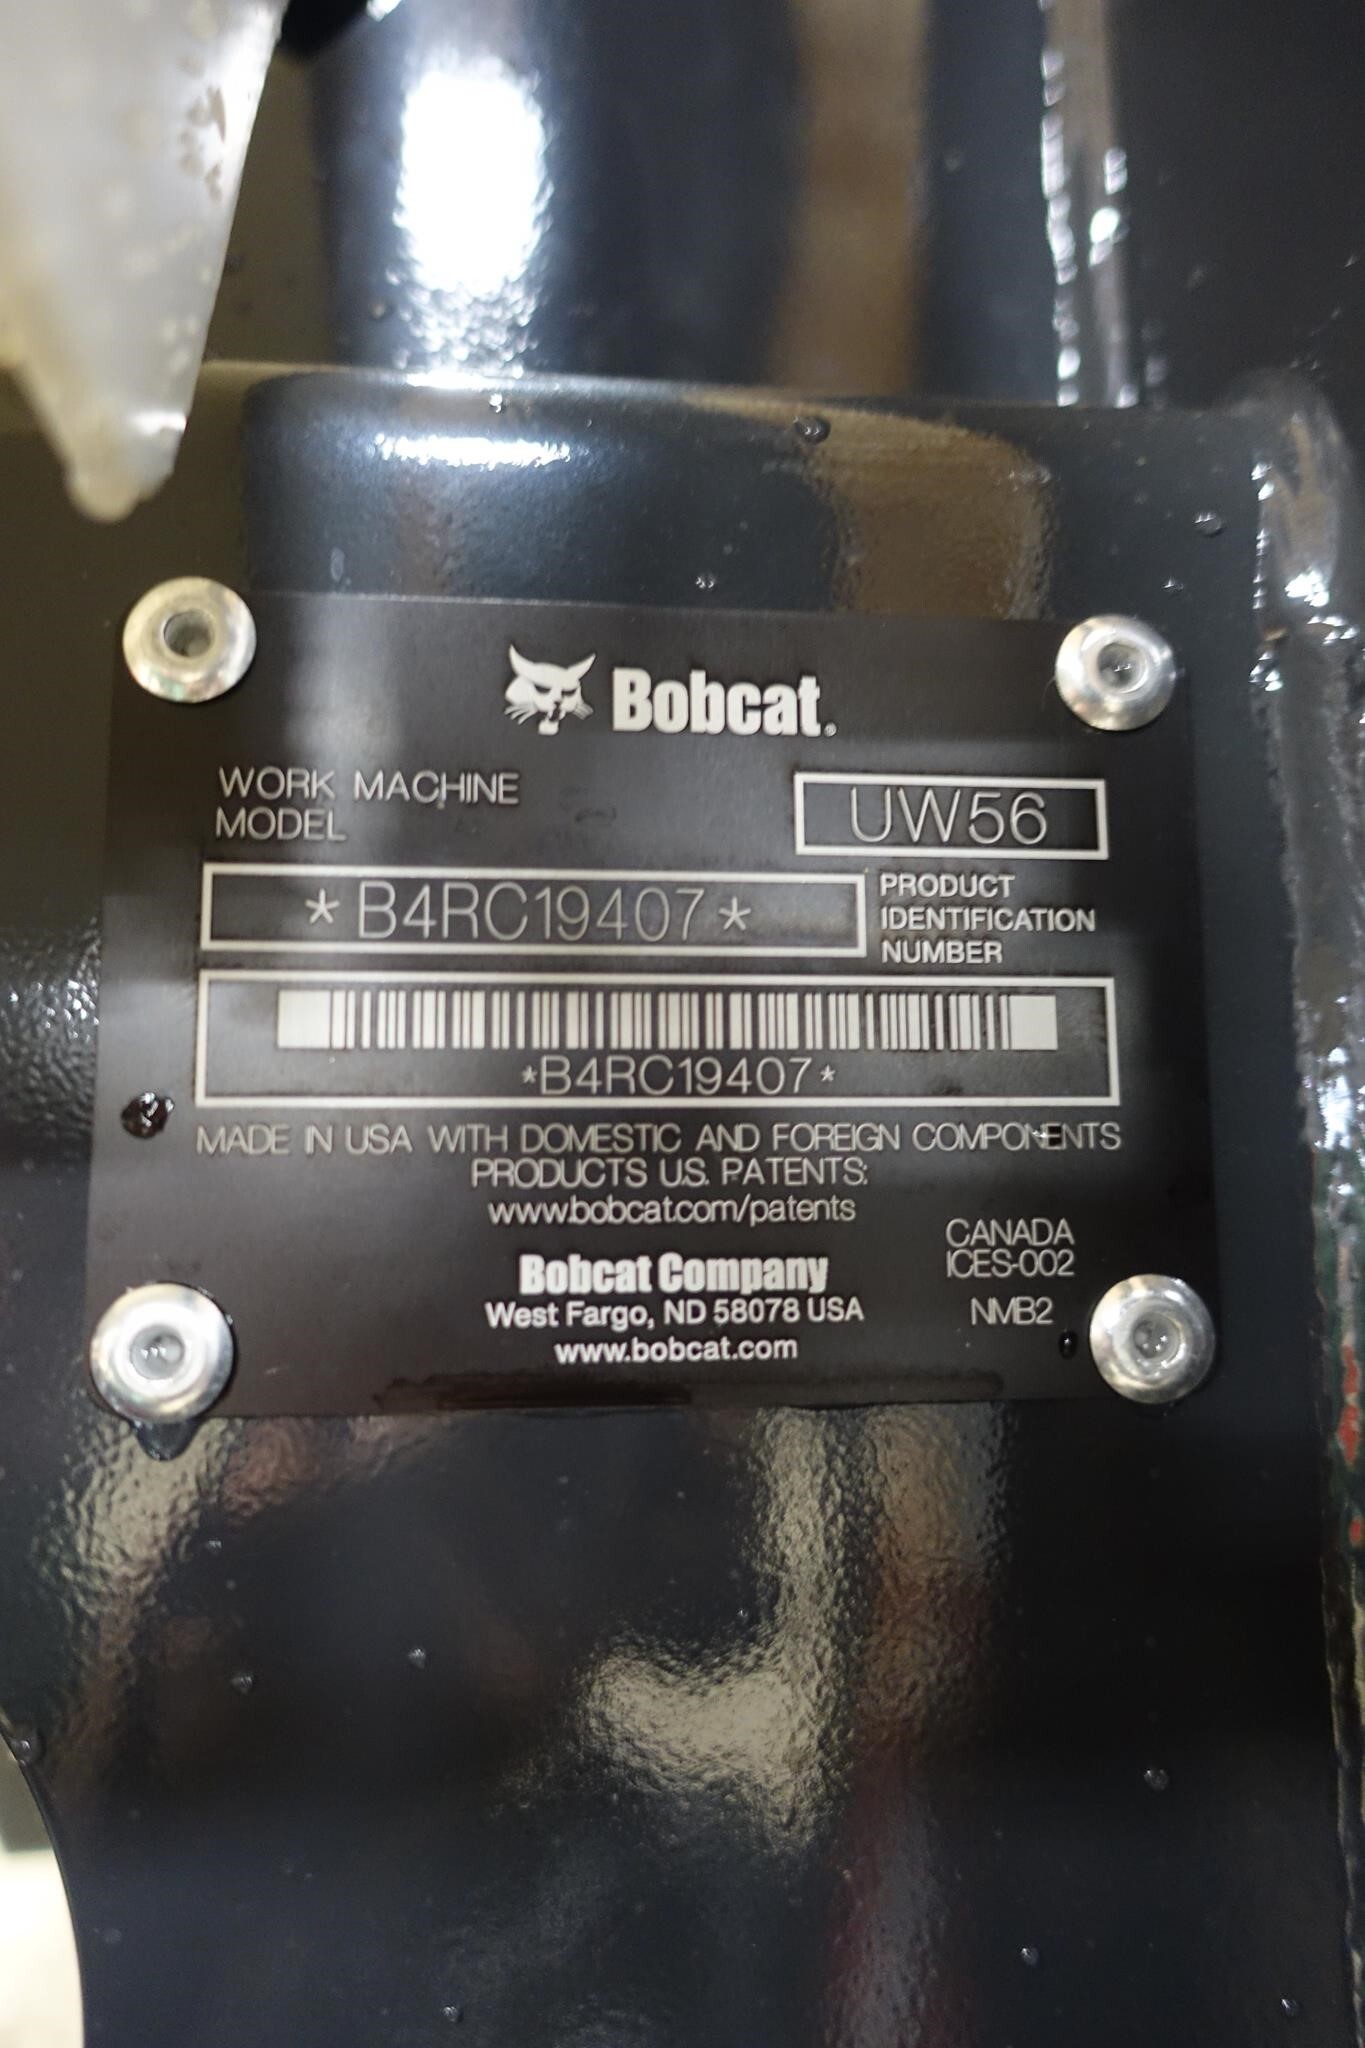 Bobcat®
WORK MACHINE
MODEL
UW56
*B4RC19407*
PRODUCT
IDENTIFICATION
NUMBER
*B4RC19407*
MADE IN USA WITH DOMESTIC AND FOREIGN COMPONENTS
PRODUCTS U.S. PATENTS:
www.bobcat.com/patents
CANADA
ICES-002
NMB2
Bobcat Company
West Fargo, ND 58078 USA
www.bobcat.com